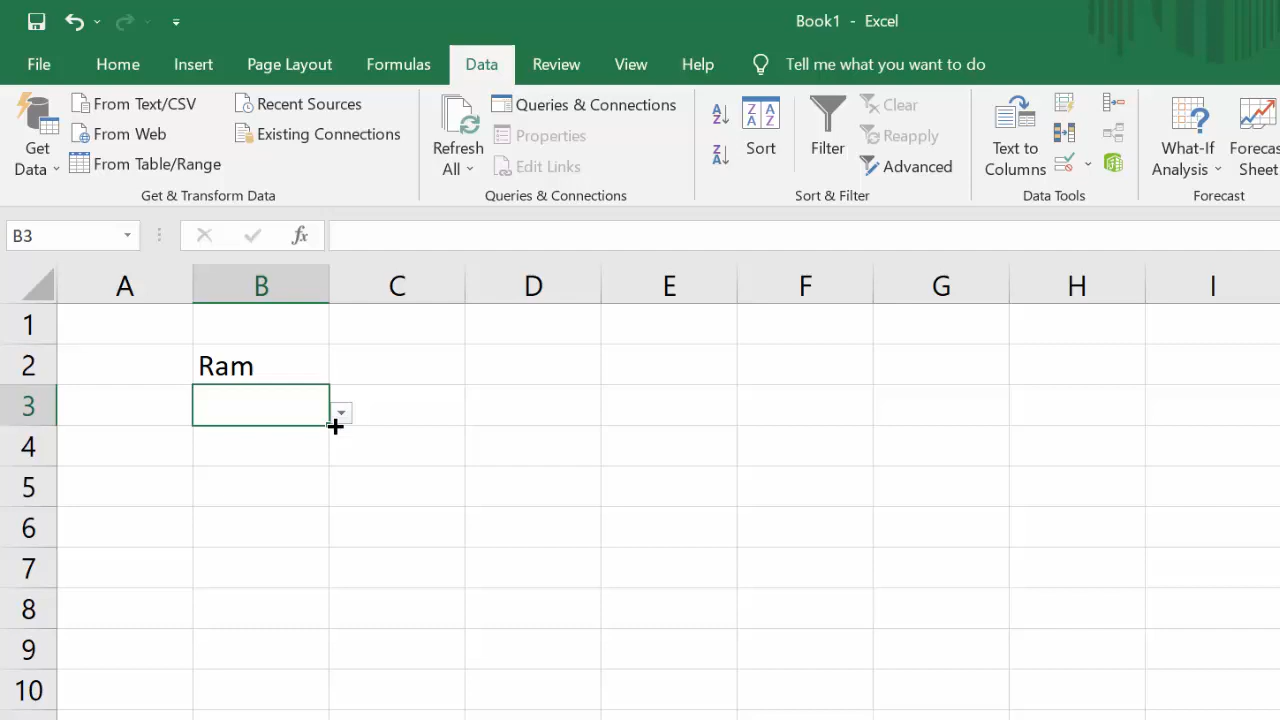 Book1 - Excel
File Home Insert Page Layout Formulas Data Review View Help Tell me what you want to do
Get Data
From Text/CSV
From Web
From Table/Range
Recent Sources
Existing Connections
Get & Transform Data
Refresh All
Queries & Connections
Properties
Edit Links
Queries & Connections
Sort
Filter
Clear
Reapply
Advanced
Sort & Filter
Text to Columns
Data Tools
What-If Analysis
Forecas
Sheet
Forecast
B3 fx
A B C D E F G H I
1
2 Ram
3
4
5
6
7
8
9
10